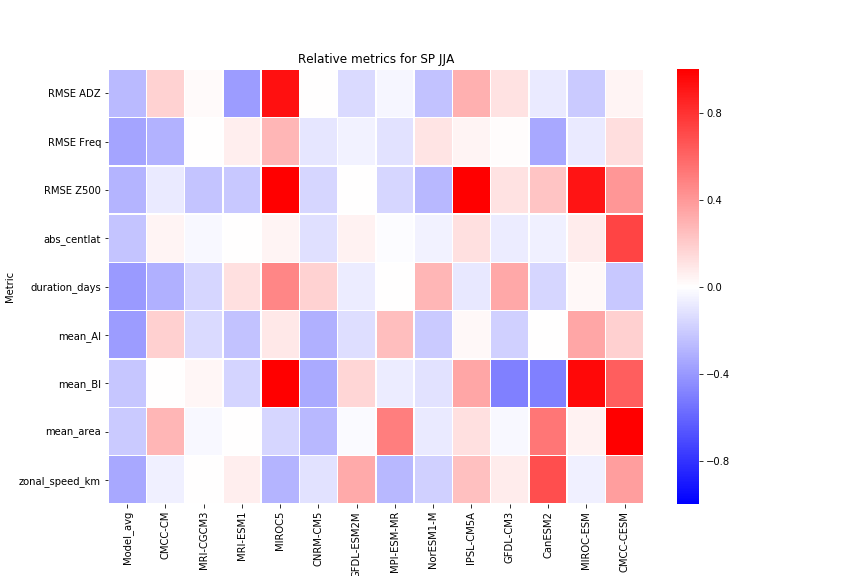 Relative metrics for SP JJA
RMSE ADZ
RMSE Freq
RMSE Z500
abs_centlat
duration_days
mean_AI
mean_BI
mean_area
zonal_speed_km
Metric
Model_avg
CMCC-CM
MRI-CGCM3
MRI-ESM1
MIROC5
CNRM-CM5
GFDL-ESM2M
MPI-ESM-MR
NorESM1-M
IPSL-CM5A
GFDL-CM3
CanESM2
MIROC-ESM
CMCC-CESM
0.8
0.4
0.0
−0.4
−0.8